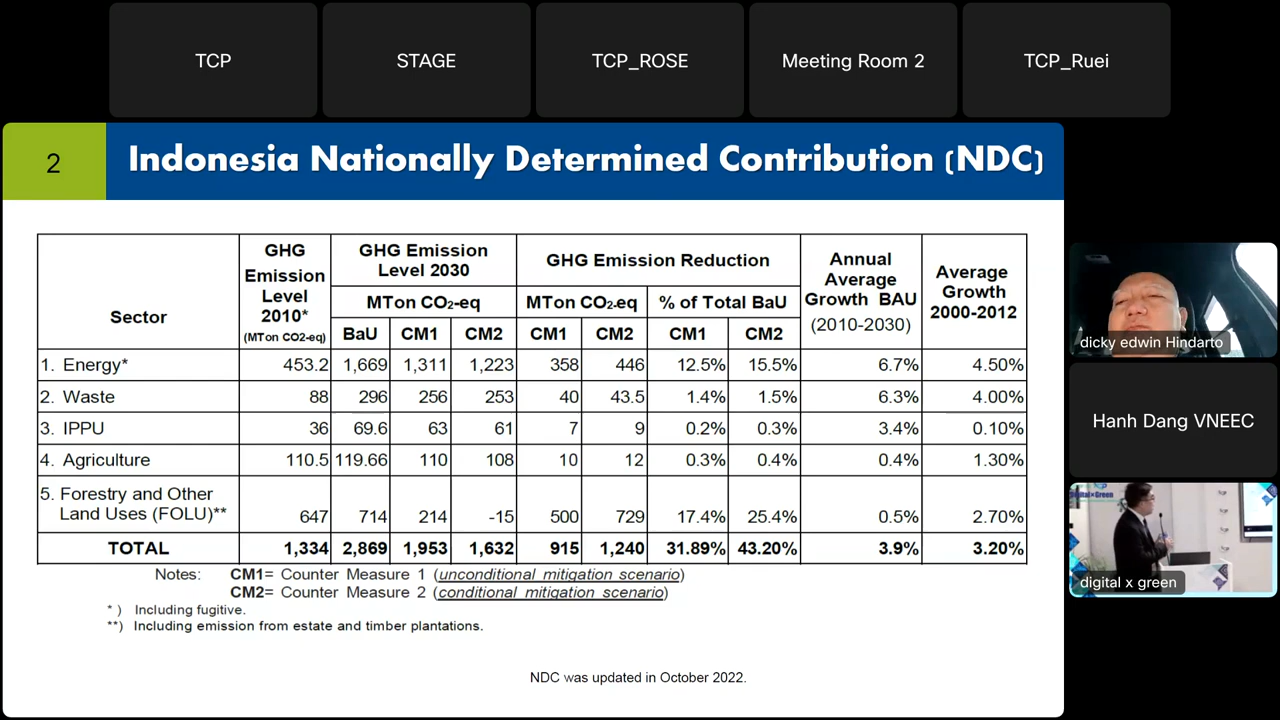 TCP
STAGE
TCP_ROSE
Meeting Room 2
TCP_Ruei
2
Indonesia Nationally Determined Contribution (NDC)
Sector
GHG
Emission
Level
2010*
(MTon CO2-eq)
GHG Emission
Level 2030
MTon CO2-eq
BaU CM1 CM2
GHG Emission Reduction
MTon CO2-eq % of Total BaU
CM1 CM2 CM1 CM2
Annual
Average
Growth BAU
(2010-2030)
Average
Growth
2000-2012
1. Energy* 453.2 1,669 1,311 1,223 358 446 12.5% 15.5% 6.7% 4.50%
2. Waste 88 296 256 253 40 43.5 1.4% 1.5% 6.3% 4.00%
3. IPPU 36 69.6 63 61 7 9 0.2% 0.3% 3.4% 0.10%
4. Agriculture 110.5 119.66 110 108 10 12 0.3% 0.4% 0.4% 1.30%
5. Forestry and Other
Land Uses (FOLU)** 647 714 214 -15 500 729 17.4% 25.4% 0.5% 2.70%
TOTAL 1,334 2,869 1,953 1,632 915 1,240 31.89% 43.20% 3.9% 3.20%
Notes: CM1= Counter Measure 1 (unconditional mitigation scenario)
CM2= Counter Measure 2 (conditional mitigation scenario)
* ) Including fugitive.
**) Including emission from estate and timber plantations.
NDC was updated in October 2022.
dicky edwin Hindarto
Hanh Dang VNEEC
Digital×Green
digital x green